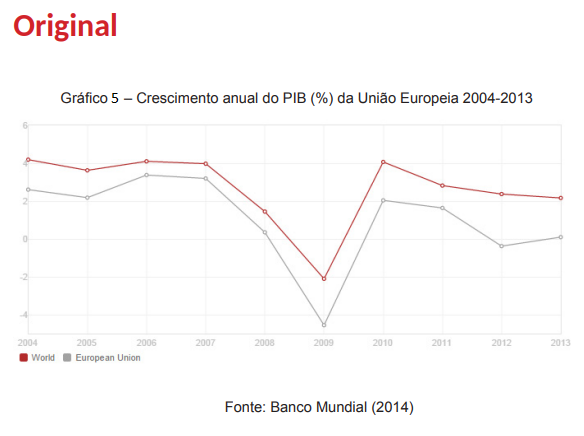 Original
Gráfico 5 – Crescimento anual do PIB (%) da União Europeia 2004-2013
6
4
2
0
-2
-4
2004 2005 2006 2007 2008 2009 2010 2011 2012 2013
World European Union
Fonte: Banco Mundial (2014)